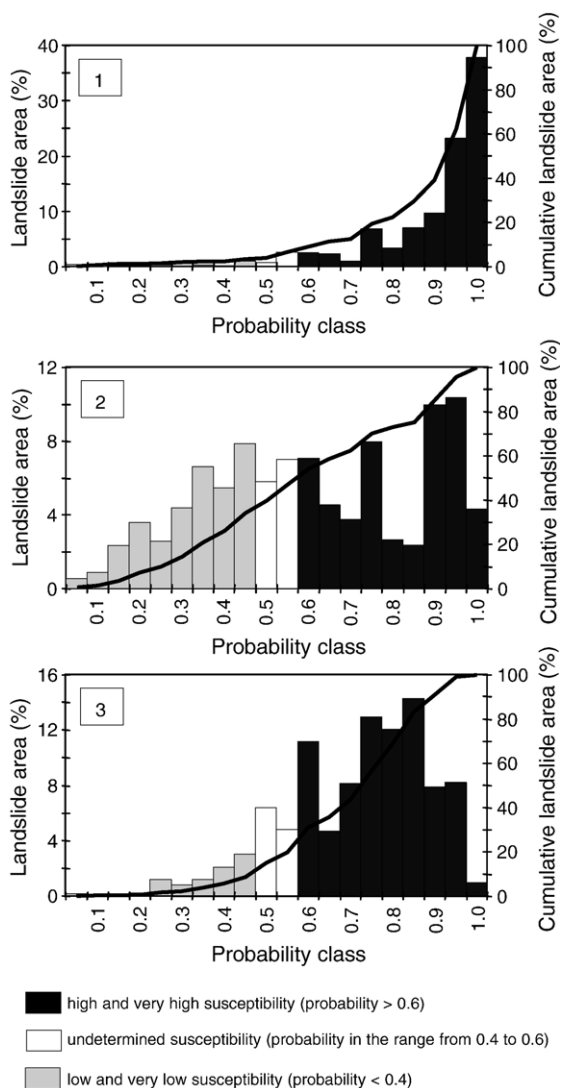 1
Landslide area (%)
40
30
20
10
0
0.1 0.2 0.3 0.4 0.5 0.6 0.7 0.8 0.9 1.0
Probability class
100
80
60
40
20
0
Cumulative landslide area (%)
2
Landslide area (%)
12
8
4
0
0.1 0.2 0.3 0.4 0.5 0.6 0.7 0.8 0.9 1.0
Probability class
100
80
60
40
20
0
Cumulative landslide area (%)
3
Landslide area (%)
16
12
8
4
0
0.1 0.2 0.3 0.4 0.5 0.6 0.7 0.8 0.9 1.0
Probability class
100
80
60
40
20
0
Cumulative landslide area (%)
high and very high susceptibility (probability > 0.6)
undetermined susceptibility (probability in the range from 0.4 to 0.6)
low and very low susceptibility (probability < 0.4)